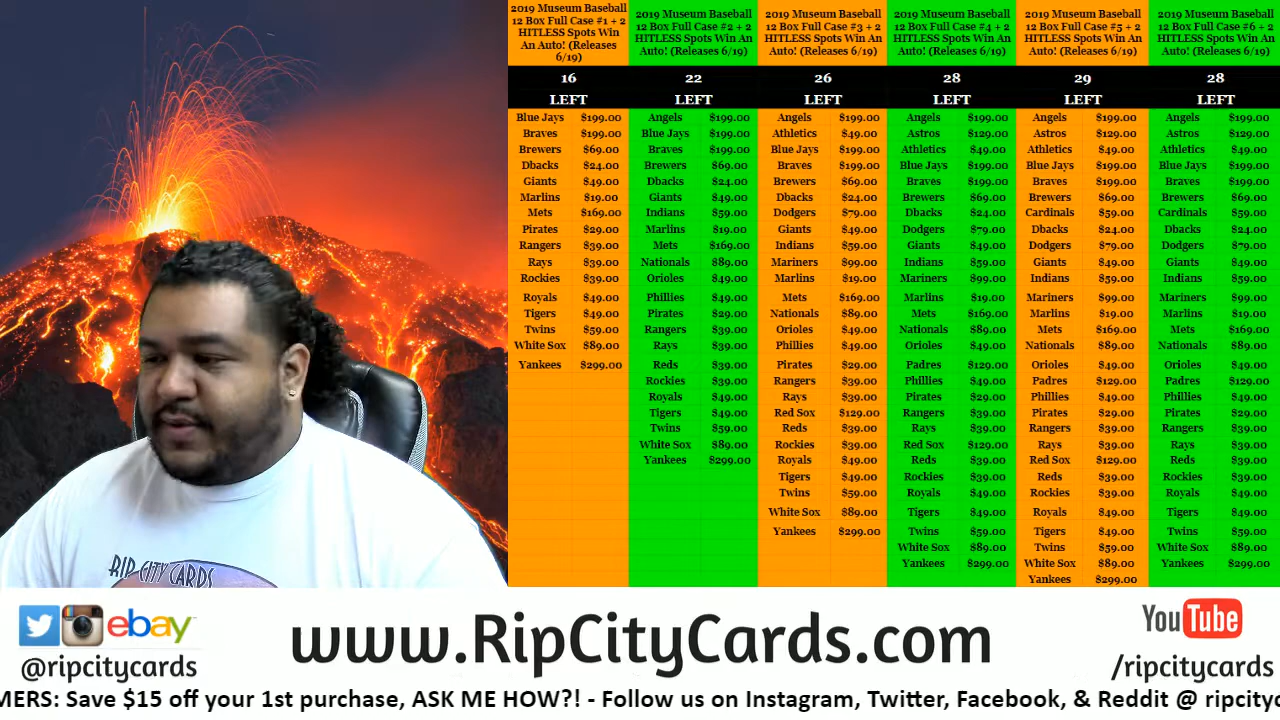 2019 Museum Baseball
12 Box Full Case #1 + 2
HITLESS Spots Win
An Auto! (Releases
6/19)
16
LEFT
Blue Jays $199.00
Braves $199.00
Brewers $69.00
Dbacks $24.00
Giants $49.00
Marlins $19.00
Mets $169.00
Pirates $29.00
Rangers $39.00
Rays $39.00
Rockies $39.00
Royals $49.00
Tigers $49.00
Twins $59.00
White Sox $89.00
Yankees $299.00
2019 Museum Baseball
12 Box Full Case #2 + 2
HITLESS Spots Win An
Auto! (Releases 6/19)
22
LEFT
Angels $199.00
Blue Jays $199.00
Braves $199.00
Brewers $69.00
Dbacks $24.00
Giants $49.00
Indians $59.00
Marlins $19.00
Mets $169.00
Nationals $89.00
Orioles $49.00
Phillies $49.00
Pirates $29.00
Rangers $39.00
Rays $39.00
Reds $39.00
Rockies $39.00
Royals $49.00
Tigers $49.00
Twins $59.00
White Sox $89.00
Yankees $299.00
2019 Museum Baseball
12 Box Full Case #3 + 2
HITLESS Spots Win An
Auto! (Releases 6/19)
26
LEFT
Angels $199.00
Athletics $49.00
Blue Jays $199.00
Braves $199.00
Brewers $69.00
Dbacks $24.00
Dodgers $79.00
Giants $49.00
Indians $59.00
Mariners $99.00
Marlins $19.00
Mets $169.00
Nationals $89.00
Orioles $49.00
Phillies $49.00
Pirates $29.00
Rangers $39.00
Rays $39.00
Red Sox $129.00
Reds $39.00
Rockies $39.00
Royals $49.00
Tigers $49.00
Twins $59.00
White Sox $89.00
Yankees $299.00
2019 Museum Baseball
12 Box Full Case #4 + 2
HITLESS Spots Win An
Auto! (Releases 6/19)
28
LEFT
Angels $199.00
Astros $129.00
Athletics $49.00
Blue Jays $199.00
Braves $199.00
Brewers $69.00
Dbacks $24.00
Dodgers $79.00
Giants $49.00
Mariners $99.00
Marlins $19.00
Mets $169.00
Nationals $89.00
Orioles $49.00
Padres $129.00
Phillies $49.00
Pirates $29.00
Rangers $39.00
Rays $39.00
Red Sox $129.00
Reds $39.00
Rockies $39.00
Royals $49.00
Tigers $49.00
Twins $59.00
White Sox $89.00
Yankees $299.00
2019 Museum Baseball
12 Box Full Case #5 + 2
HITLESS Spots Win An
Auto! (Releases 6/19)
29
LEFT
Angels $199.00
Astros $129.00
Athletics $49.00
Blue Jays $199.00
Braves $199.00
Brewers $69.00
Cardinals $59.00
Dbacks $24.00
Dodgers $79.00
Giants $49.00
Indians $59.00
Mariners $99.00
Marlins $19.00
Mets $169.00
Nationals $89.00
Orioles $49.00
Padres $129.00
Phillies $49.00
Pirates $29.00
Rangers $39.00
Rays $39.00
Red Sox $129.00
Reds $39.00
Rockies $39.00
Royals $49.00
Tigers $49.00
Twins $59.00
White Sox $89.00
Yankees $299.00
2019 Museum Baseball
12 Box Full Case #6 + 2
HITLESS Spots Win An
Auto! (Releases 6/19)
28
LEFT
Angels $199.00
Astros $129.00
Athletics $49.00
Blue Jays $199.00
Braves $199.00
Brewers $69.00
Cardinals $59.00
Dbacks $24.00
Dodgers $79.00
Giants $49.00
Indians $59.00
Mariners $99.00
Marlins $19.00
Mets $169.00
Nationals $89.00
Orioles $49.00
Padres $129.00
Phillies $49.00
Pirates $29.00
Rangers $39.00
Rays $39.00
Reds $39.00
Rockies $39.00
Royals $49.00
Tigers $49.00
Twins $59.00
White Sox $89.00
Yankees $299.00
RIP CITY CARDS
ebay
@ripcitycards
www.RipCityCards.com
YouTube
/ripcitycards
MERS: Save $15 off your 1st purchase, ASK ME HOW?! - Follow us on Instagram, Twitter, Facebook, & Reddit @ ripcityc